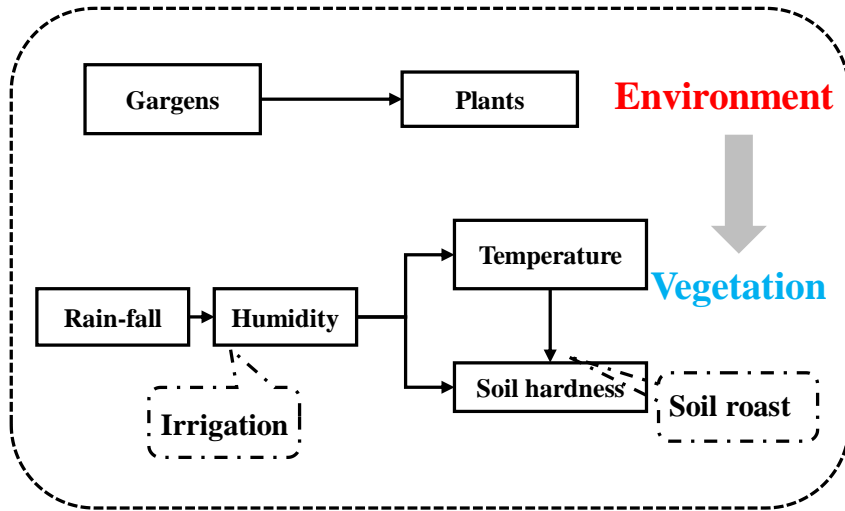 Gargens
Plants
Environment
Temperature
Vegetation
Rain-fall
Humidity
Soil hardness
Irrigation
Soil roast